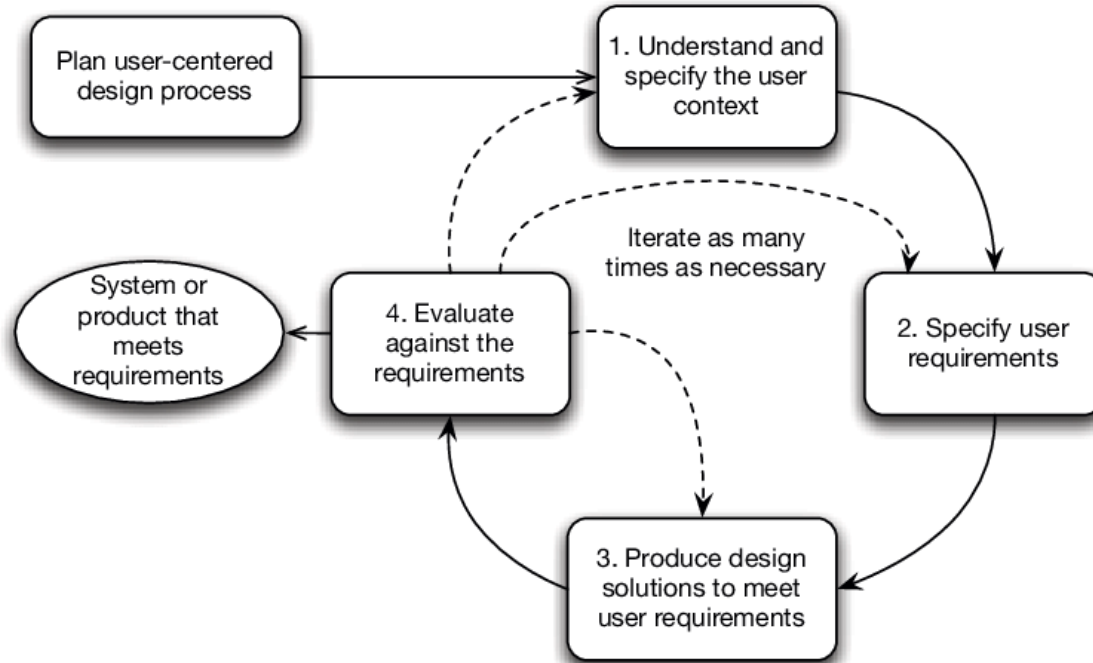 Plan user-centered
design process
1. Understand and
specify the user
context
Iterate as many
times as necessary
System or
product that
meets
requirements
4. Evaluate
against the
requirements
2. Specify user
requirements
3. Produce design
solutions to meet
user requirements